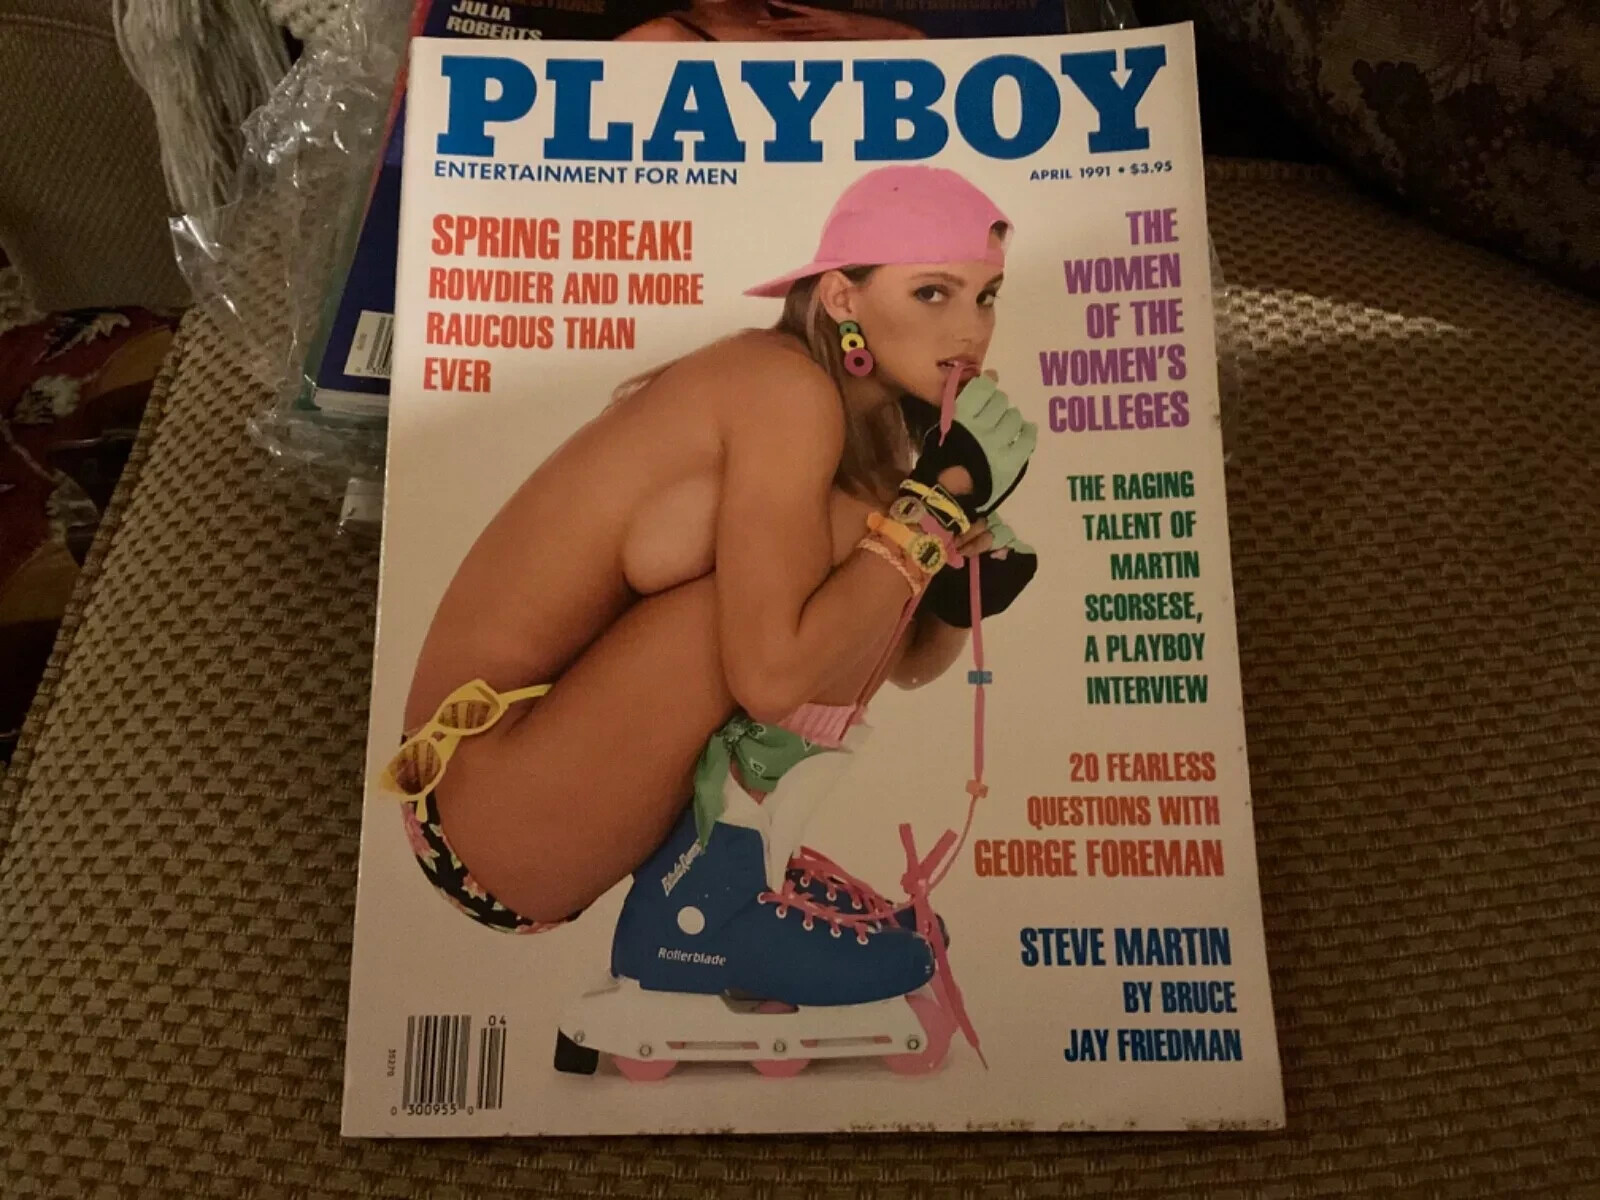 JULIA
ROBERTS
PLAYBOY
ENTERTAINMENT FOR MEN
APRIL 1991 • $3.95
SPRING BREAK!
ROWDIER AND MORE
RAUCOUS THAN
EVER
THE
WOMEN
OF THE
WOMEN'S
COLLEGES
THE RAGING
TALENT OF
MARTIN
SCORSESE,
A PLAYBOY
INTERVIEW
20 FEARLESS
QUESTIONS WITH
GEORGE FOREMAN
STEVE MARTIN
BY BRUCE
JAY FRIEDMAN
Rollerblade
04
35270
0 300955 0